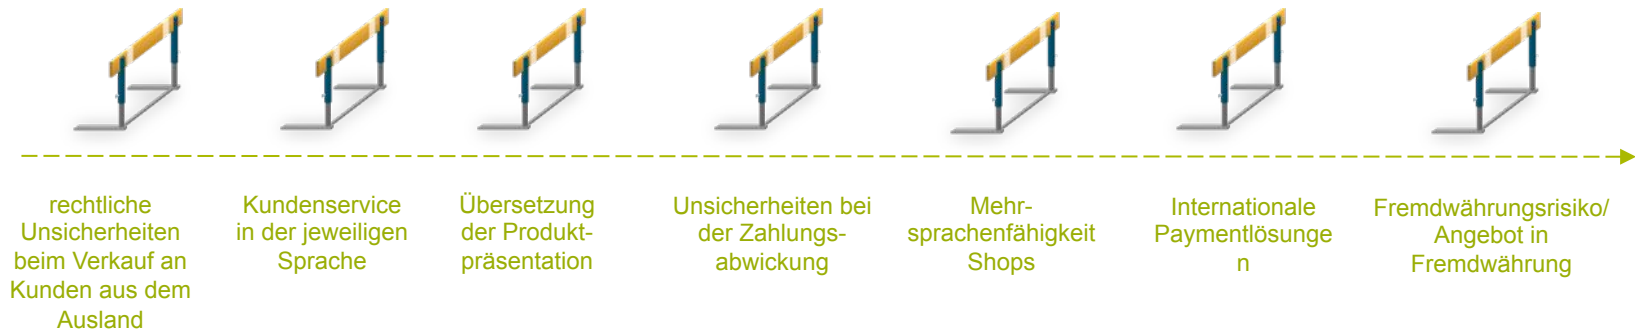 rechtliche
Unsicherheiten
beim Verkauf an
Kunden aus dem
Ausland
Kundenservice
in der jeweiligen
Sprache
Übersetzung
der Produkt-
präsentation
Unsicherheiten bei
der Zahlungs-
abwickung
Mehr-
sprachenfähigkeit
Shops
Internationale
Paymentlösunge
n
Fremdwährungsrisiko/
Angebot in
Fremdwährung